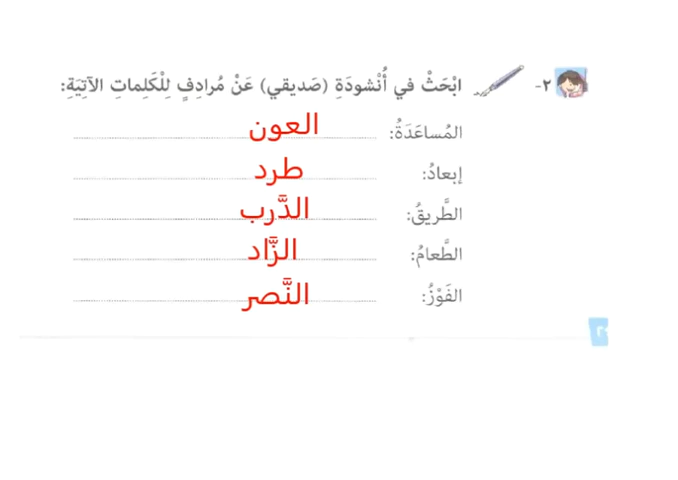 ٢- ابْحَثْ في أُنْشودَةِ (صَديقي) عَنْ مُرادِفٍ لِلْكَلِماتِ الآتِيَةِ:
المُساعَدَةُ: العون
إبعادُ: طرد
الطَّريقُ: الدَّرب
الطَّعامُ: الزَّاد
الفَوْزُ: النَّصر